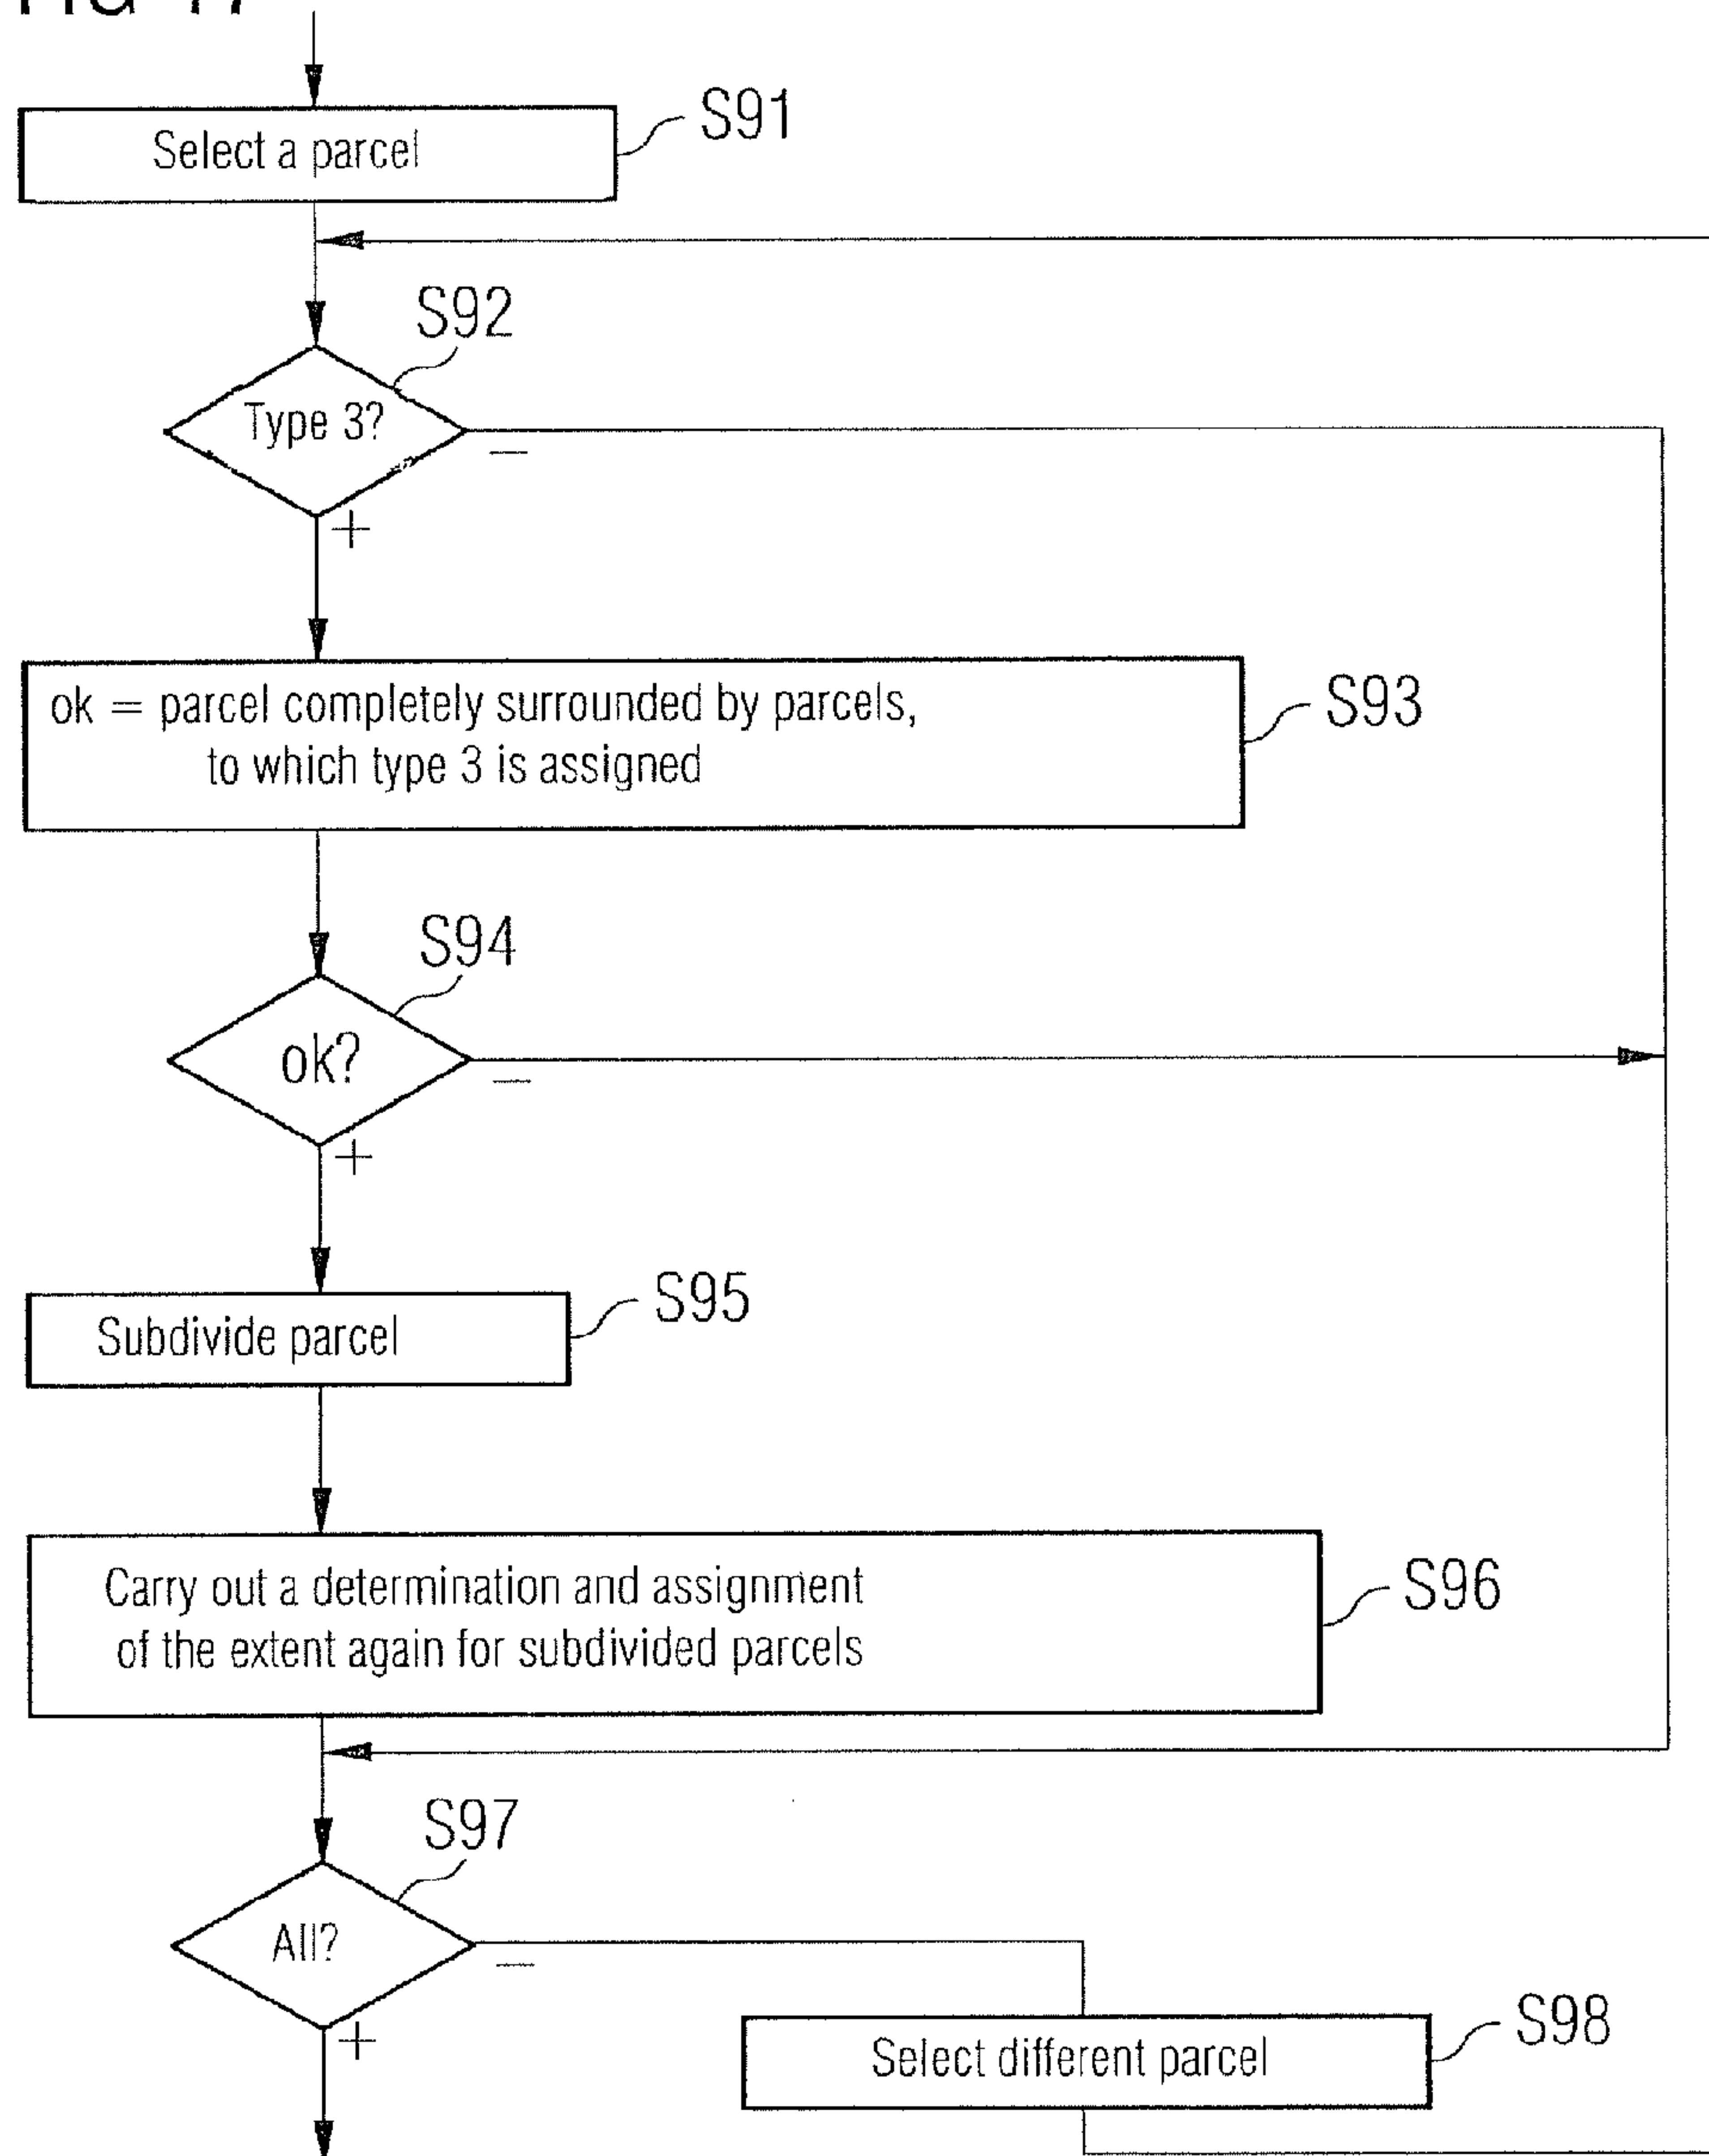 S91
Select a parcel
S92
Type 3?
−
+
ok = parcel completely surrounded by parcels,
to which type 3 is assigned
S93
S94
ok?
−
+
S95
Subdivide parcel
Carry out a determination and assignment
of the extent again for subdivided parcels
S96
S97
All?
−
+
S98
Select different parcel